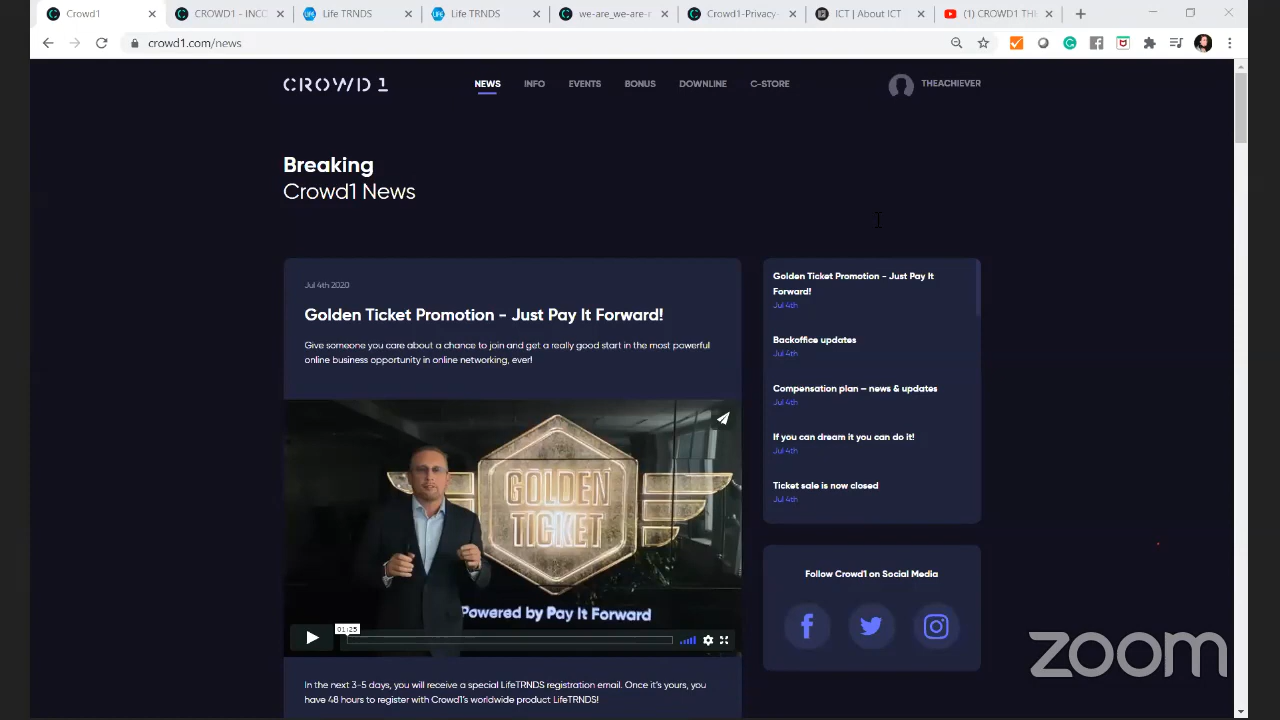 Crowd1
CROWD1 - INCC
Life TRNDS
Life TRNDS
we-are_we-are-r
Crowd1
ICT | About ICT
(1) CROWD1 TH
crowd1.com/news
CROWD 1
NEWS
INFO
EVENTS
BONUS
DOWNLINE
C-STORE
THEACHIEVER
Breaking
Crowd1 News
Jul 4th 2020
Golden Ticket Promotion - Just Pay It Forward!
Give someone you care about a chance to join and get a really good start in the most powerful
online business opportunity in online networking, ever!
GOLDEN
TICKET
Powered by Pay It Forward
01:25
In the next 3-5 days, you will receive a special LifeTRNDS registration email. Once it's yours, you
have 48 hours to register with Crowd1's worldwide product LifeTRNDS!
Golden Ticket Promotion - Just Pay It
Forward!
Jul 4th
Backoffice updates
Jul 4th
Compensation plan – news & updates
Jul 4th
If you can dream it you can do it!
Jul 4th
Ticket sale is now closed
Jul 4th
Follow Crowd1 on Social Media
zoom